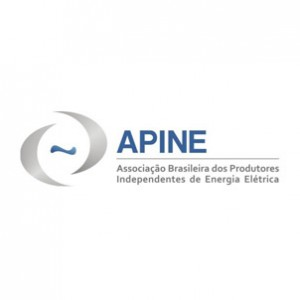 APINE
Associação Brasileira dos Produtores
Independentes de Energia Elétrica